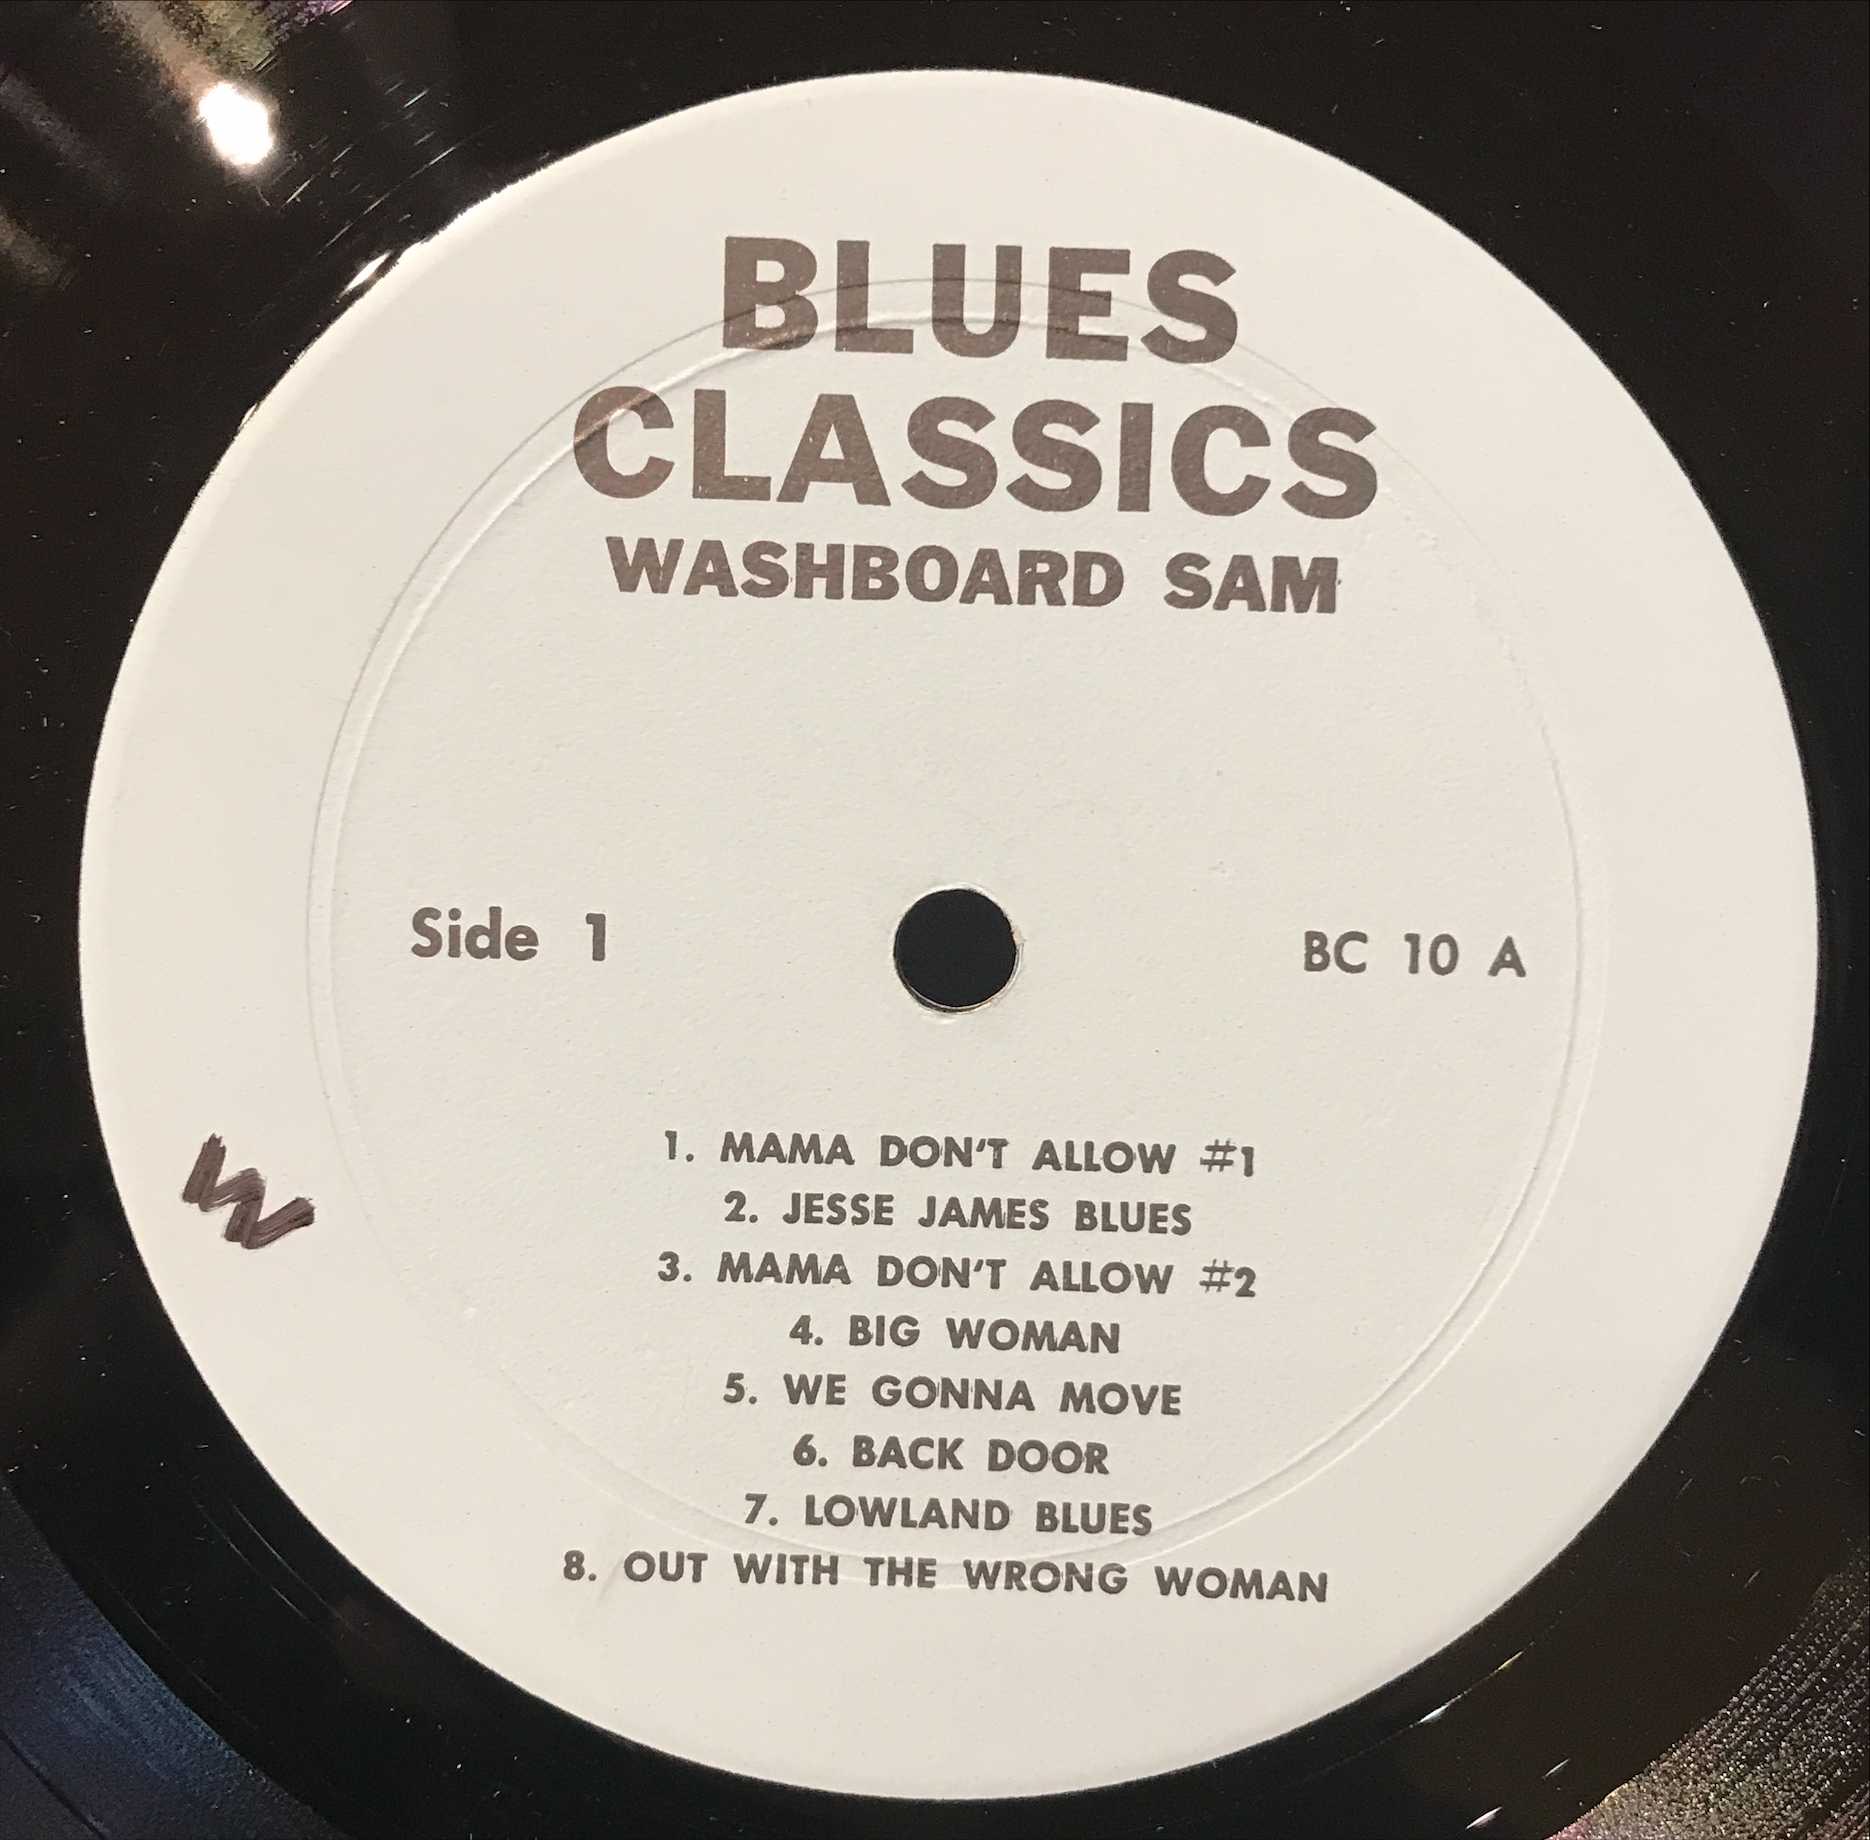 BLUES
CLASSICS
WASHBOARD SAM
Side 1
BC 10 A
1. MAMA DON'T ALLOW #1
2. JESSE JAMES BLUES
3. MAMA DON'T ALLOW #2
4. BIG WOMAN
5. WE GONNA MOVE
6. BACK DOOR
7. LOWLAND BLUES
8. OUT WITH THE WRONG WOMAN